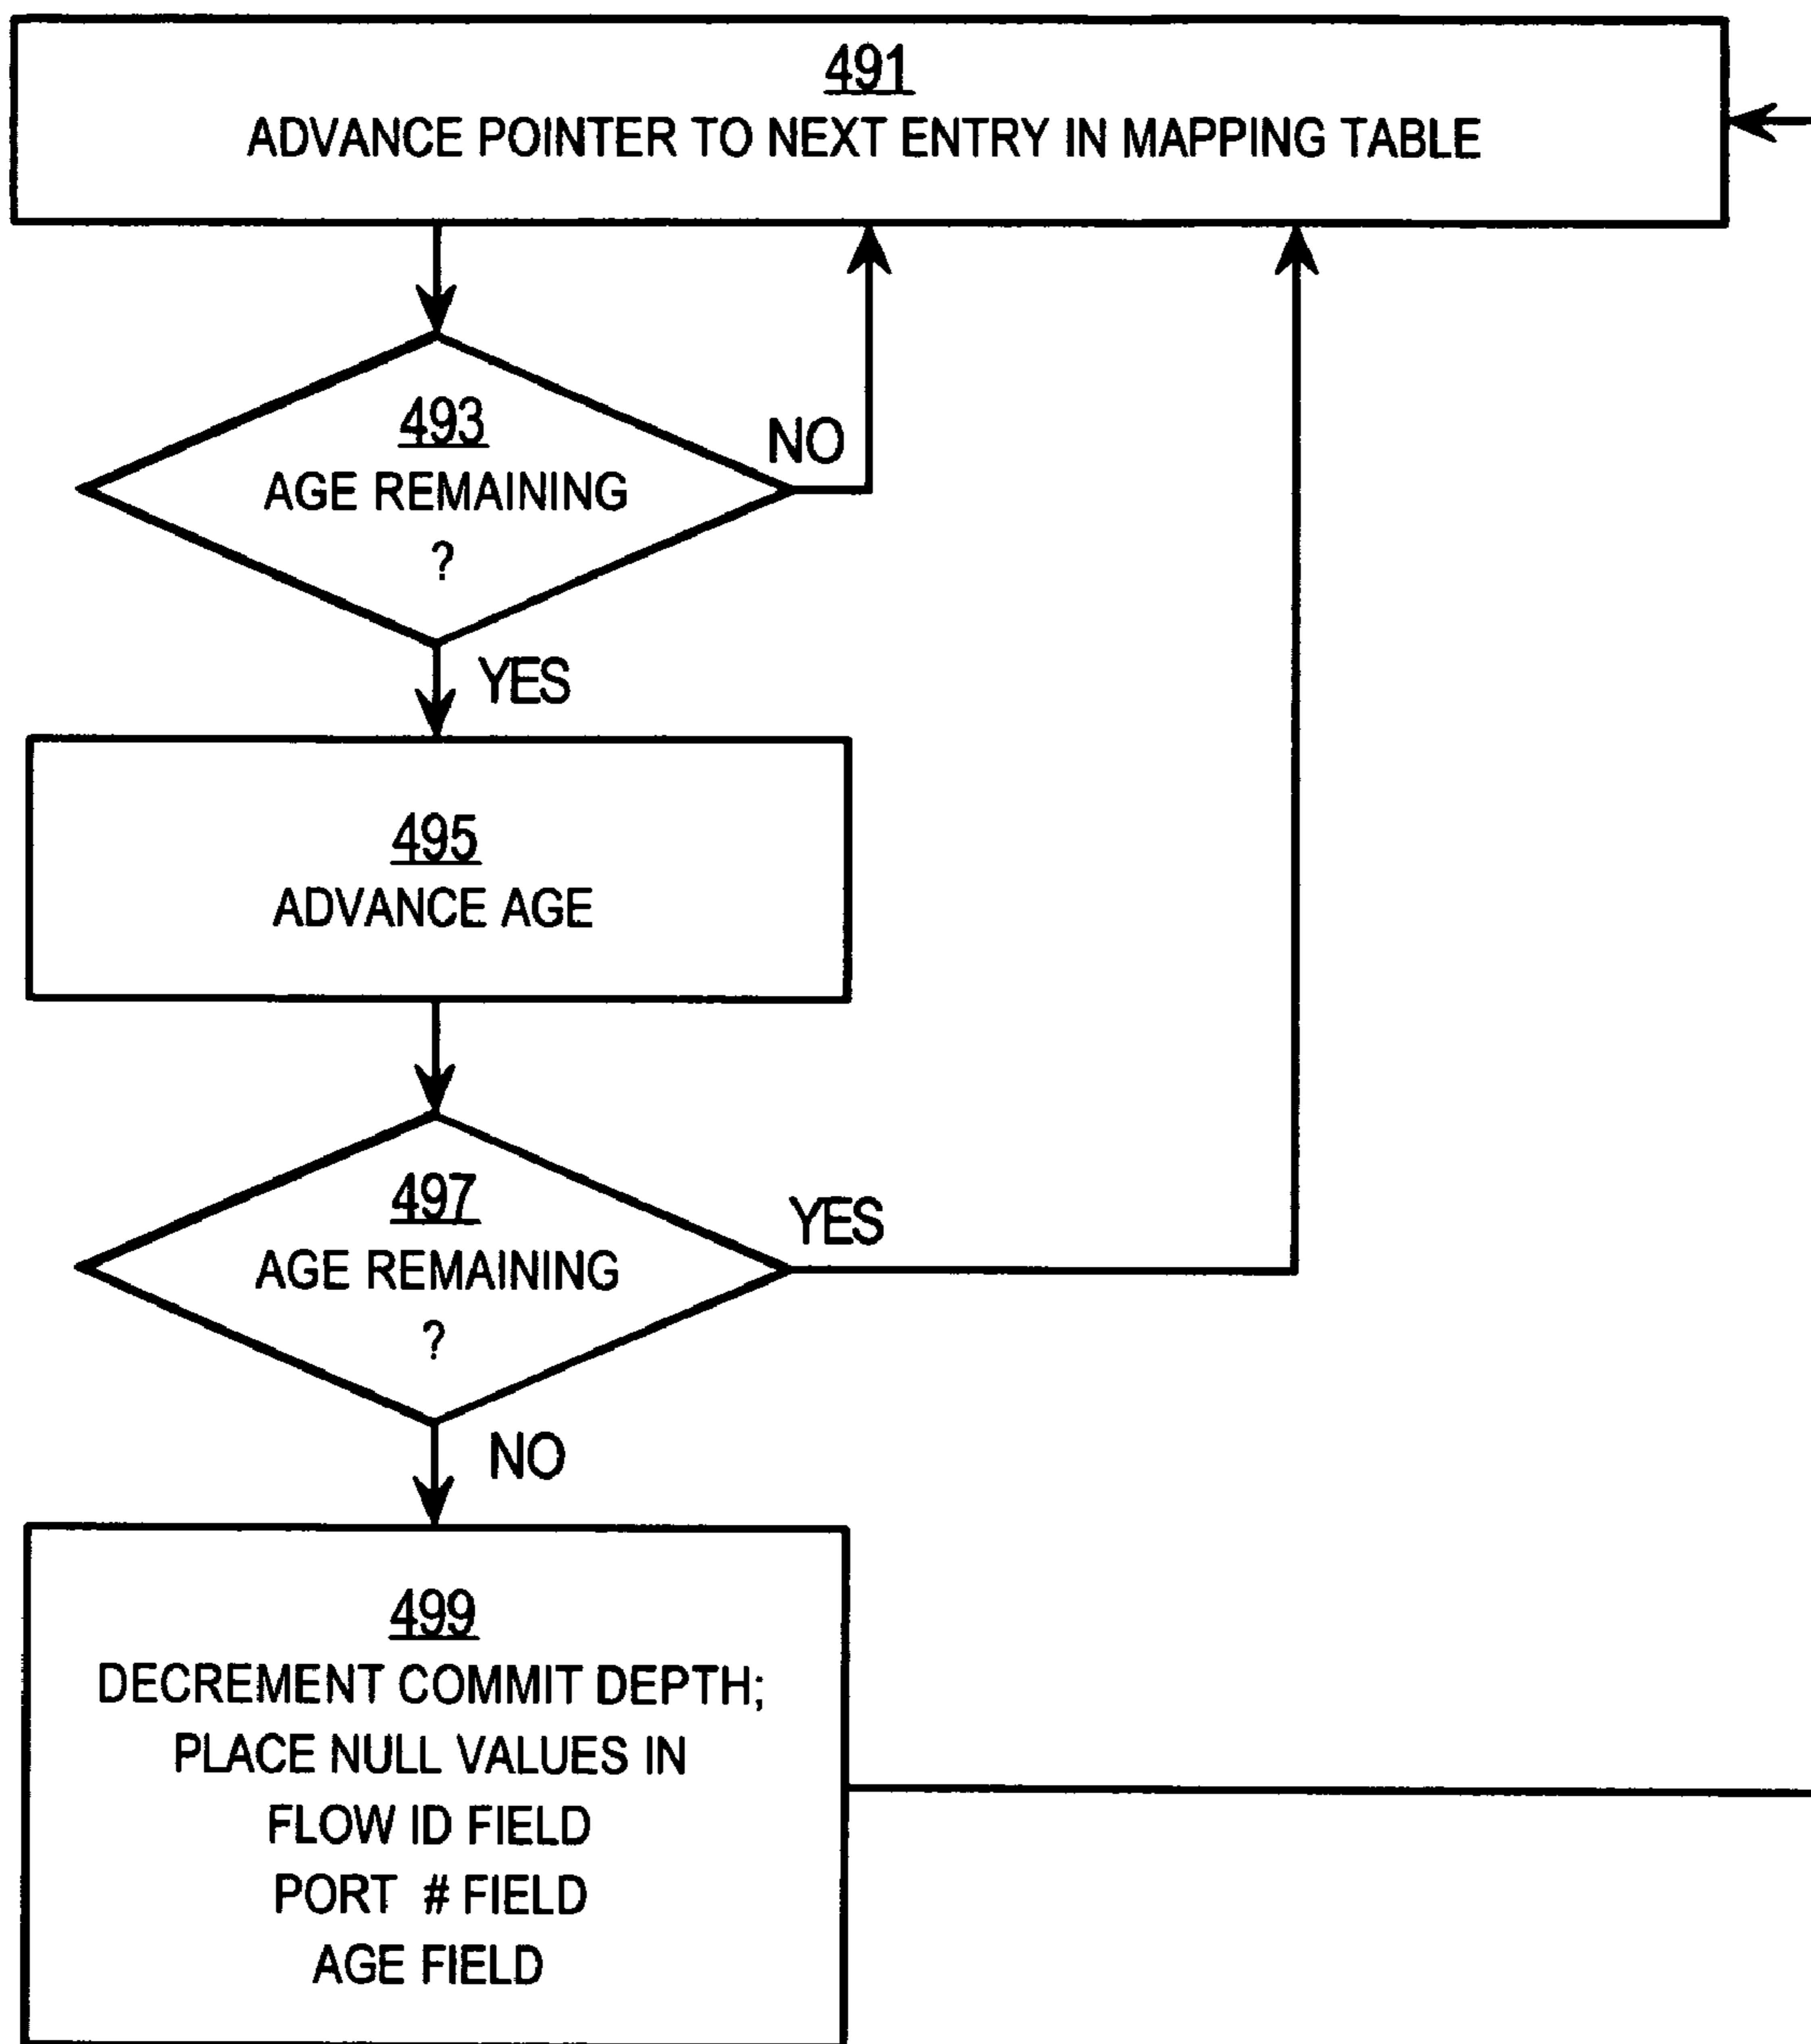 491
ADVANCE POINTER TO NEXT ENTRY IN MAPPING TABLE
493
AGE REMAINING
?
NO
YES
495
ADVANCE AGE
497
AGE REMAINING
?
YES
NO
499
DECREMENT COMMIT DEPTH;
PLACE NULL VALUES IN
FLOW ID FIELD
PORT # FIELD
AGE FIELD